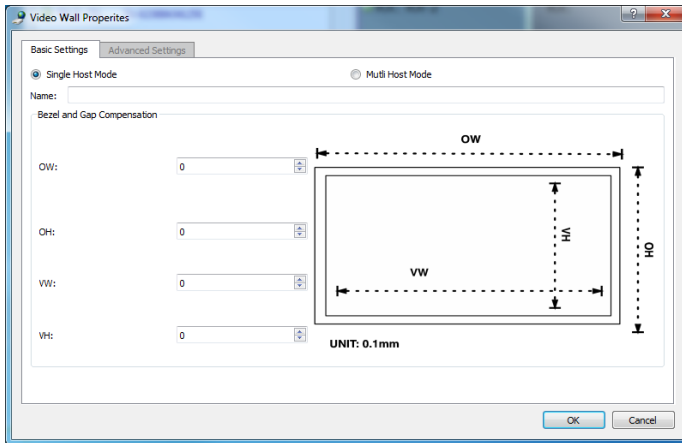 Video Wall Properites
Basic Settings Advanced Settings
Single Host Mode Mutli Host Mode
Name:
Bezel and Gap Compensation
OW
OW: 0
OH: 0
VH
OH
VW
VW: 0
VH: 0
UNIT: 0.1mm
OK Cancel